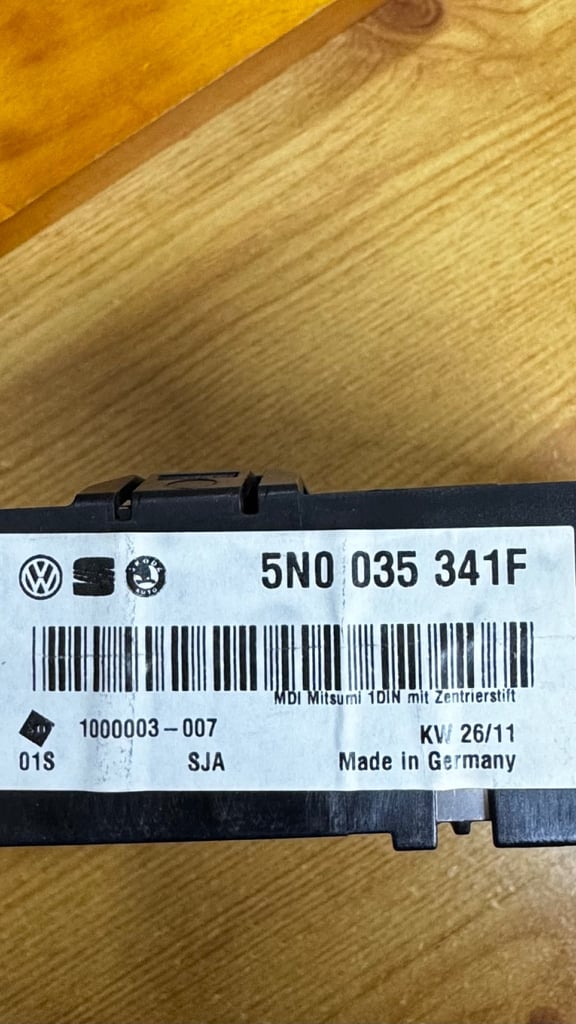 5N0 035 341F
MDI Mitsumi 1DIN mit Zentrierstift
1000003-007
KW 26/11
01S
SJA
Made in Germany